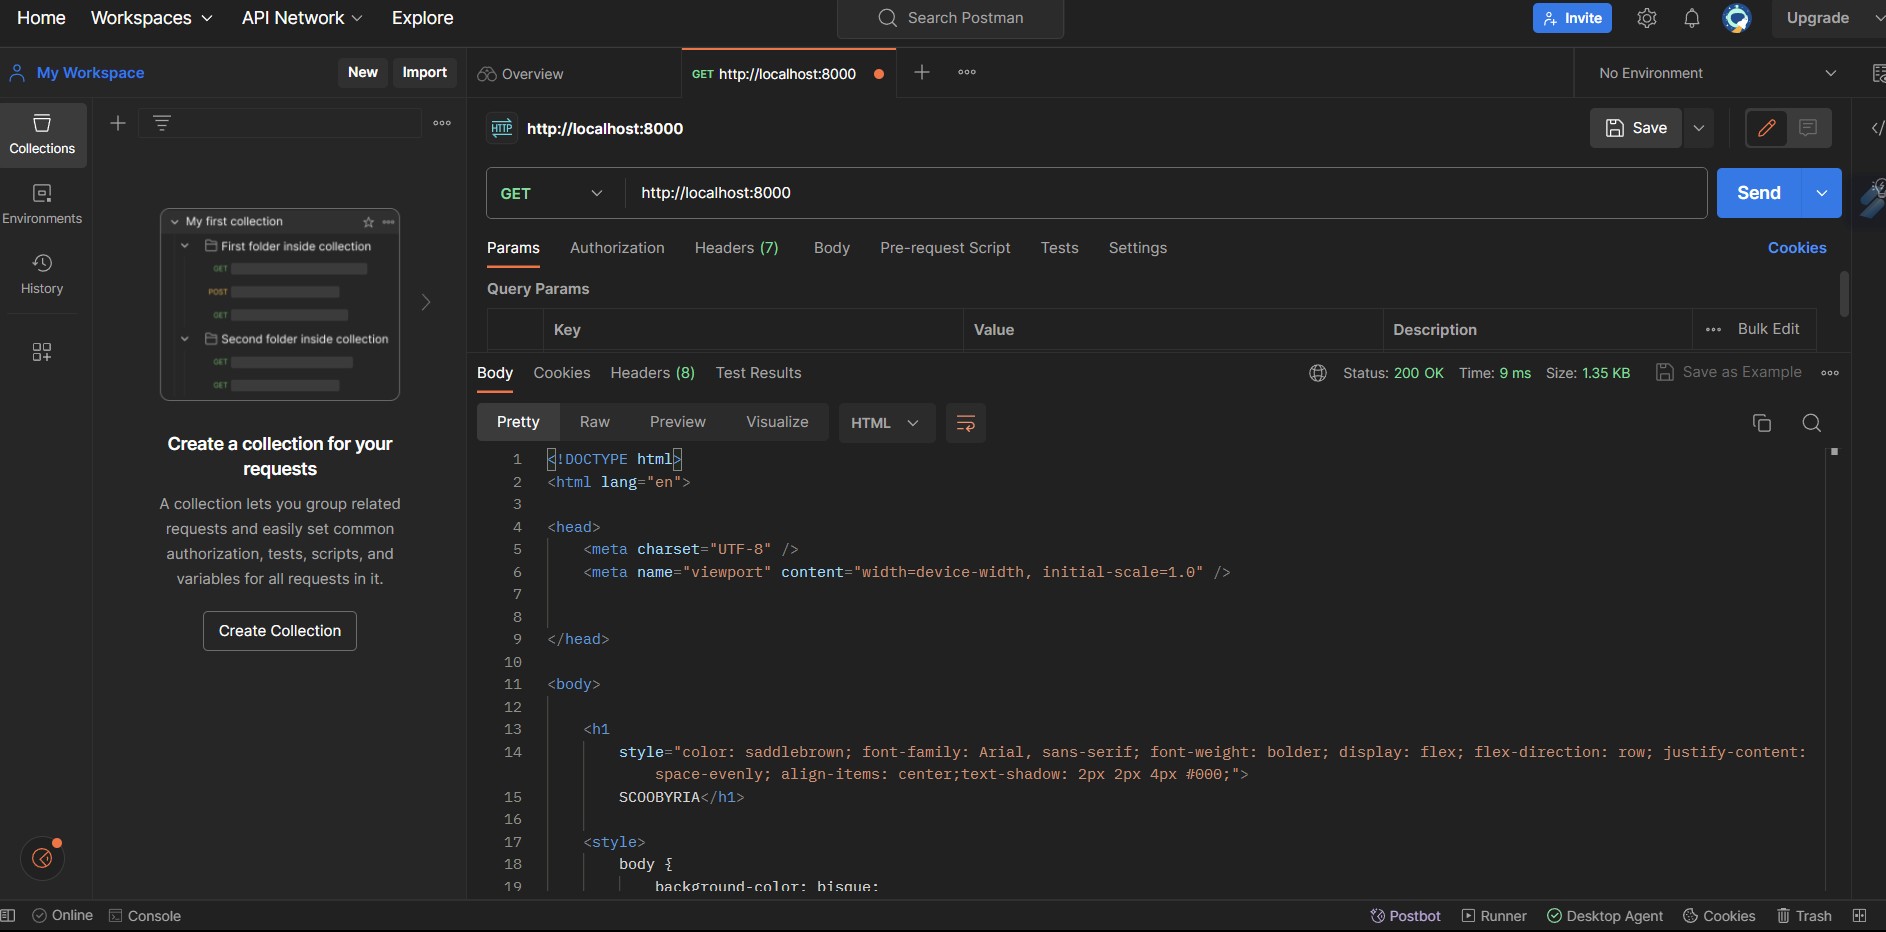 Home Workspaces API Network Explore Search Postman Invite Upgrade
My Workspace New Import Overview GET http://localhost:8000 No Environment
Collections
Environments
History
My first collection
First folder inside collection
GET
POST
GET
Second folder inside collection
GET
GET
Create a collection for your
requests
A collection lets you group related
requests and easily set common
authorization, tests, scripts, and
variables for all requests in it.
Create Collection
HTTP http://localhost:8000 Save
GET http://localhost:8000 Send
Params Authorization Headers (7) Body Pre-request Script Tests Settings Cookies
Query Params
Key Value Description Bulk Edit
Body Cookies Headers (8) Test Results Status: 200 OK Time: 9 ms Size: 1.35 KB Save as Example
Pretty Raw Preview Visualize HTML
1 <!DOCTYPE html>
2 <html lang="en">
3
4 <head>
5 <meta charset="UTF-8" />
6 <meta name="viewport" content="width=device-width, initial-scale=1.0" />
7
8
9 </head>
10
11 <body>
12
13 <h1
14 style="color: saddlebrown; font-family: Arial, sans-serif; font-weight: bolder; display: flex; flex-direction: row; justify-content:
space-evenly; align-items: center;text-shadow: 2px 2px 4px #000;">
15 SCOOBYRIA</h1>
16
17 <style>
18 body {
19 background-color: bisque;
Online Console Postbot Runner Desktop Agent Cookies Trash